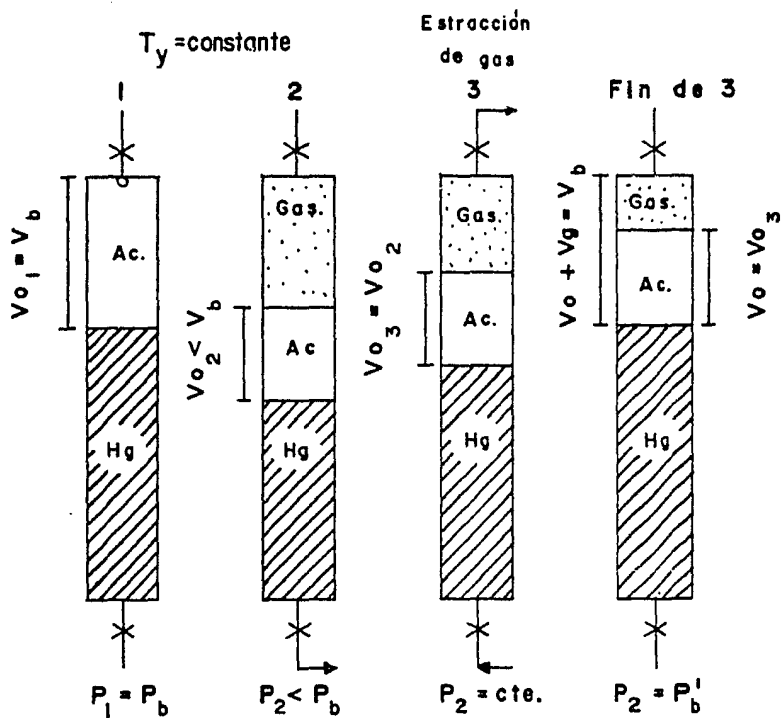 Ty = constante
Estracción
de gas
1
2
3
Fin de 3
Vo1 = Vb
Ac.
Hg
Gas.
Vo2 < Vb
Ac
Hg
Gas.
Vo3 = Vo2
Ac.
Hg
Vo + Vg = Vb
Gas.
Ac.
Vo = Vo3
Hg
P1 = Pb
P2 < Pb
P2 = cte.
P2 = Pb'